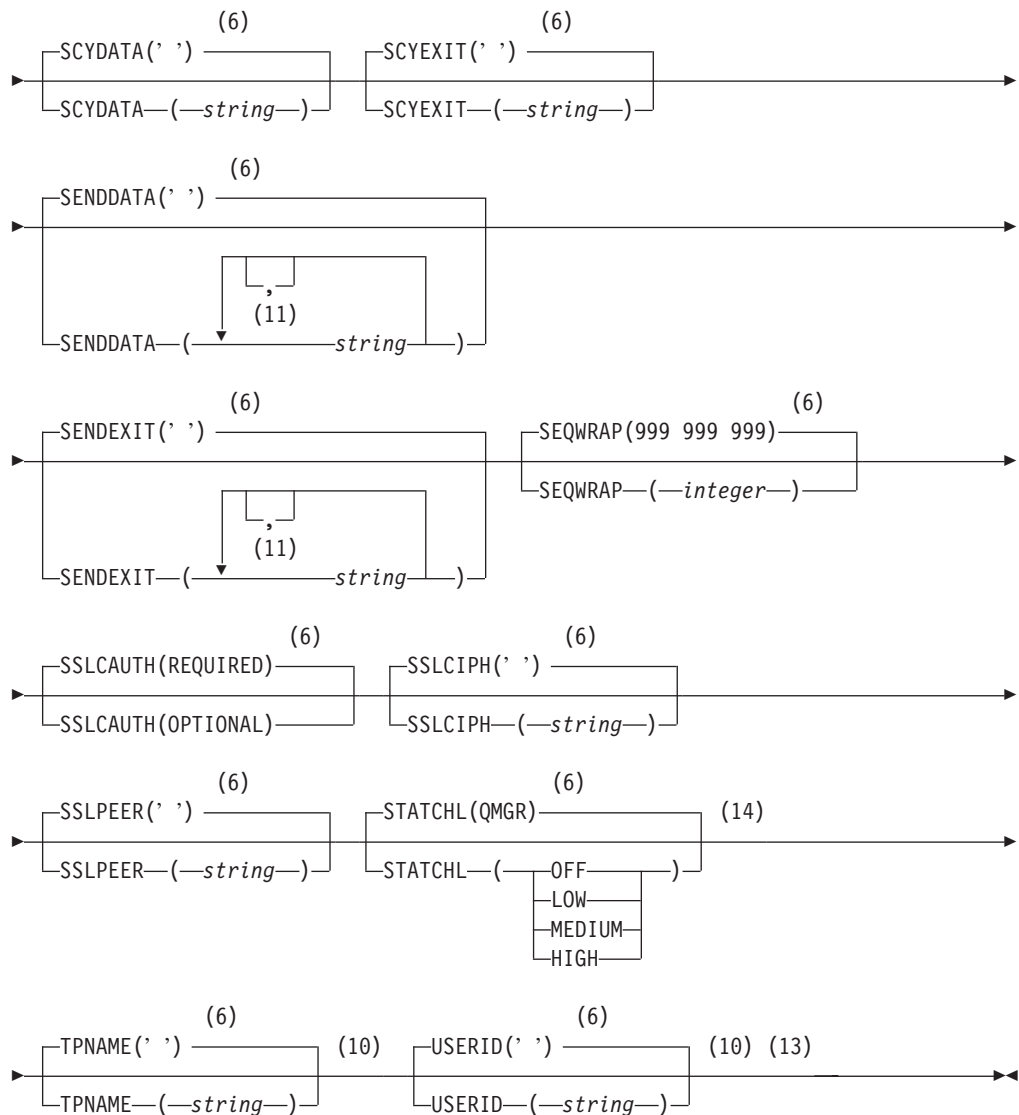 (6) (6)
SCYDATA(’ ’) SCYEXIT(’ ’)
SCYDATA ( string ) SCYEXIT ( string )
(6)
SENDDATA(’ ’)
,
(11)
SENDDATA ( string )
(6) (6)
SENDEXIT(’ ’) SEQWRAP(999 999 999)
SEQWRAP ( integer )
,
(11)
SENDEXIT ( string )
(6) (6)
SSLCAUTH(REQUIRED) SSLCIPH(’ ’)
SSLCAUTH(OPTIONAL) SSLCIPH ( string )
(6) (6)
SSLPEER(’ ’) STATCHL(QMGR) (14)
SSLPEER ( string ) STATCHL ( OFF )
LOW
MEDIUM
HIGH
(6) (6)
TPNAME(’ ’) (10) USERID(’ ’) (10) (13)
TPNAME ( string ) USERID ( string )